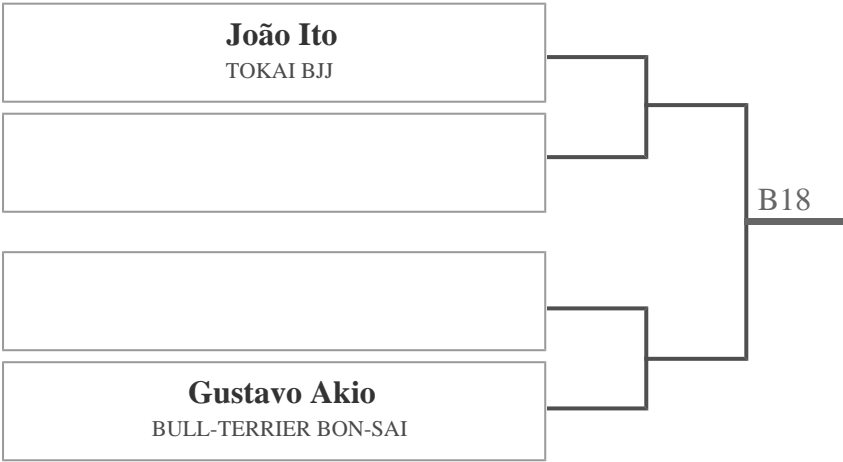 João Ito
TOKAI BJJ
B18
Gustavo Akio
BULL-TERRIER BON-SAI